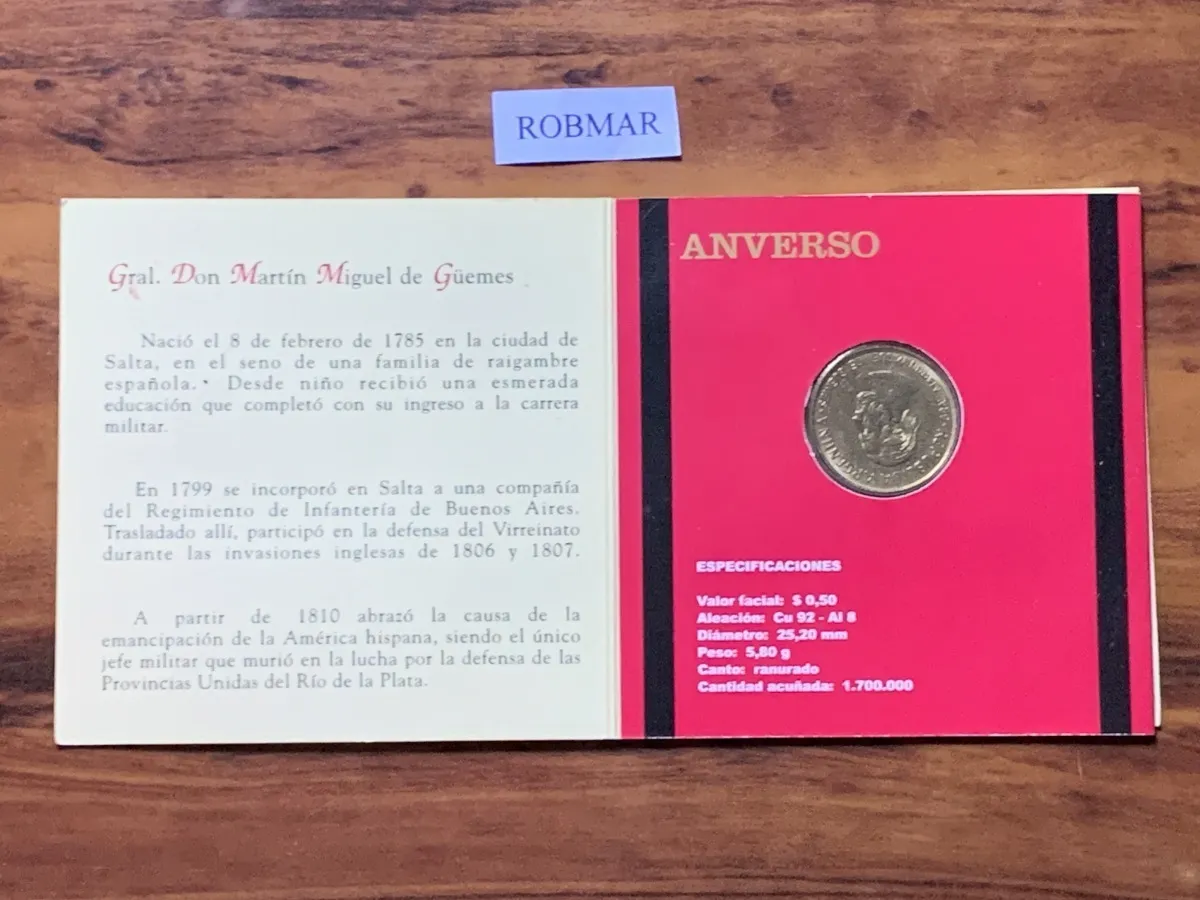 ROBMAR
Gral. Don Martín Miguel de Güemes
Nació el 8 de febrero de 1785 en la ciudad de
Salta, en el seno de una familia de raigambre
española. Desde niño recibió una esmerada
educación que completó con su ingreso a la carrera
militar.
En 1799 se incorporó en Salta a una compañía
del Regimiento de Infantería de Buenos Aires.
Trasladado allí, participó en la defensa del Virreinato
durante las invasiones inglesas de 1806 y 1807.
A partir de 1810 abrazó la causa de la
emancipación de la América hispana, siendo el único
jefe militar que murió en la lucha por la defensa de las
Provincias Unidas del Río de la Plata.
ANVERSO
ESPECIFICACIONES
Valor facial: $ 0,50
Aleación: Cu 92 - Al 8
Diámetro: 25,20 mm
Peso: 5,80 g
Canto: ranurado
Cantidad acuñada: 1.700.000